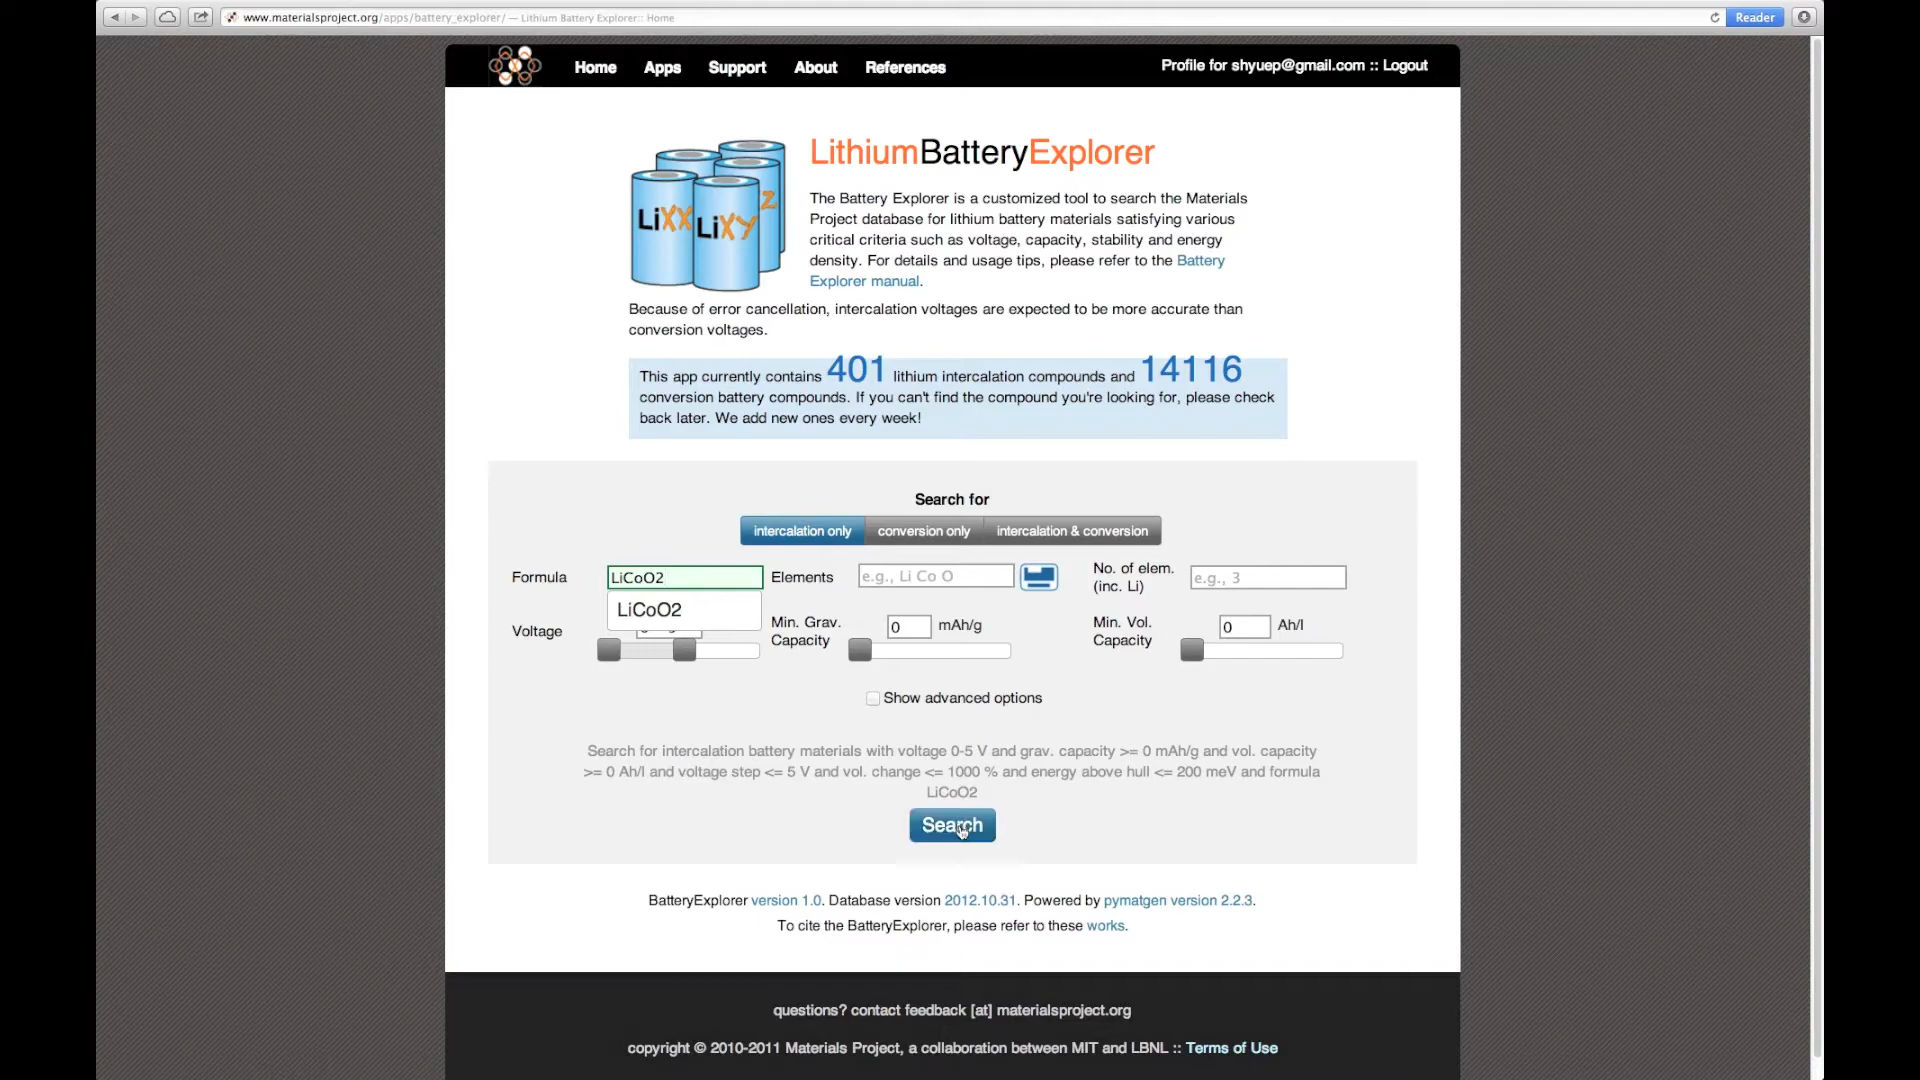 www.materialsproject.org/apps/battery_explorer/ — Lithium Battery Explorer:: Home
Reader
Home Apps Support About References
Profile for shyuep@gmail.com :: Logout
LithiumBatteryExplorer
The Battery Explorer is a customized tool to search the Materials
Project database for lithium battery materials satisfying various
critical criteria such as voltage, capacity, stability and energy
density. For details and usage tips, please refer to the Battery
Explorer manual.
LiXX LiXYZ
Because of error cancellation, intercalation voltages are expected to be more accurate than
conversion voltages.
This app currently contains 401 lithium intercalation compounds and 14116
conversion battery compounds. If you can't find the compound you're looking for, please check
back later. We add new ones every week!
Search for
intercalation only conversion only intercalation & conversion
Formula LiCoO2 Elements e.g., Li Co O No. of elem. (inc. Li) e.g., 3
LiCoO2
Voltage Min. Grav. Capacity 0 mAh/g Min. Vol. Capacity 0 Ah/l
Show advanced options
Search for intercalation battery materials with voltage 0-5 V and grav. capacity >= 0 mAh/g and vol. capacity
>= 0 Ah/l and voltage step <= 5 V and vol. change <= 1000 % and energy above hull <= 200 meV and formula
LiCoO2
Search
BatteryExplorer version 1.0. Database version 2012.10.31. Powered by pymatgen version 2.2.3.
To cite the BatteryExplorer, please refer to these works.
questions? contact feedback [at] materialsproject.org
copyright © 2010-2011 Materials Project, a collaboration between MIT and LBNL :: Terms of Use